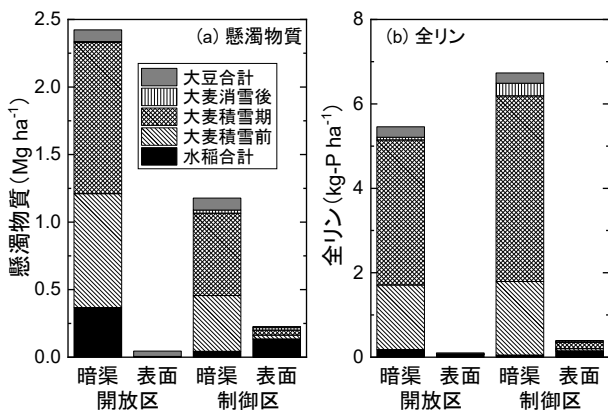 (a) 懸濁物質
懸濁物質 (Mg ha⁻¹)
2.5
2.0
1.5
1.0
0.5
0.0
大豆合計
大麦消雪後
大麦積雪期
大麦積雪前
水稲合計
暗渠 表面 暗渠 表面
開放区 制御区
(b) 全リン
全リン (kg-P ha⁻¹)
8
6
4
2
0
暗渠 表面 暗渠 表面
開放区 制御区